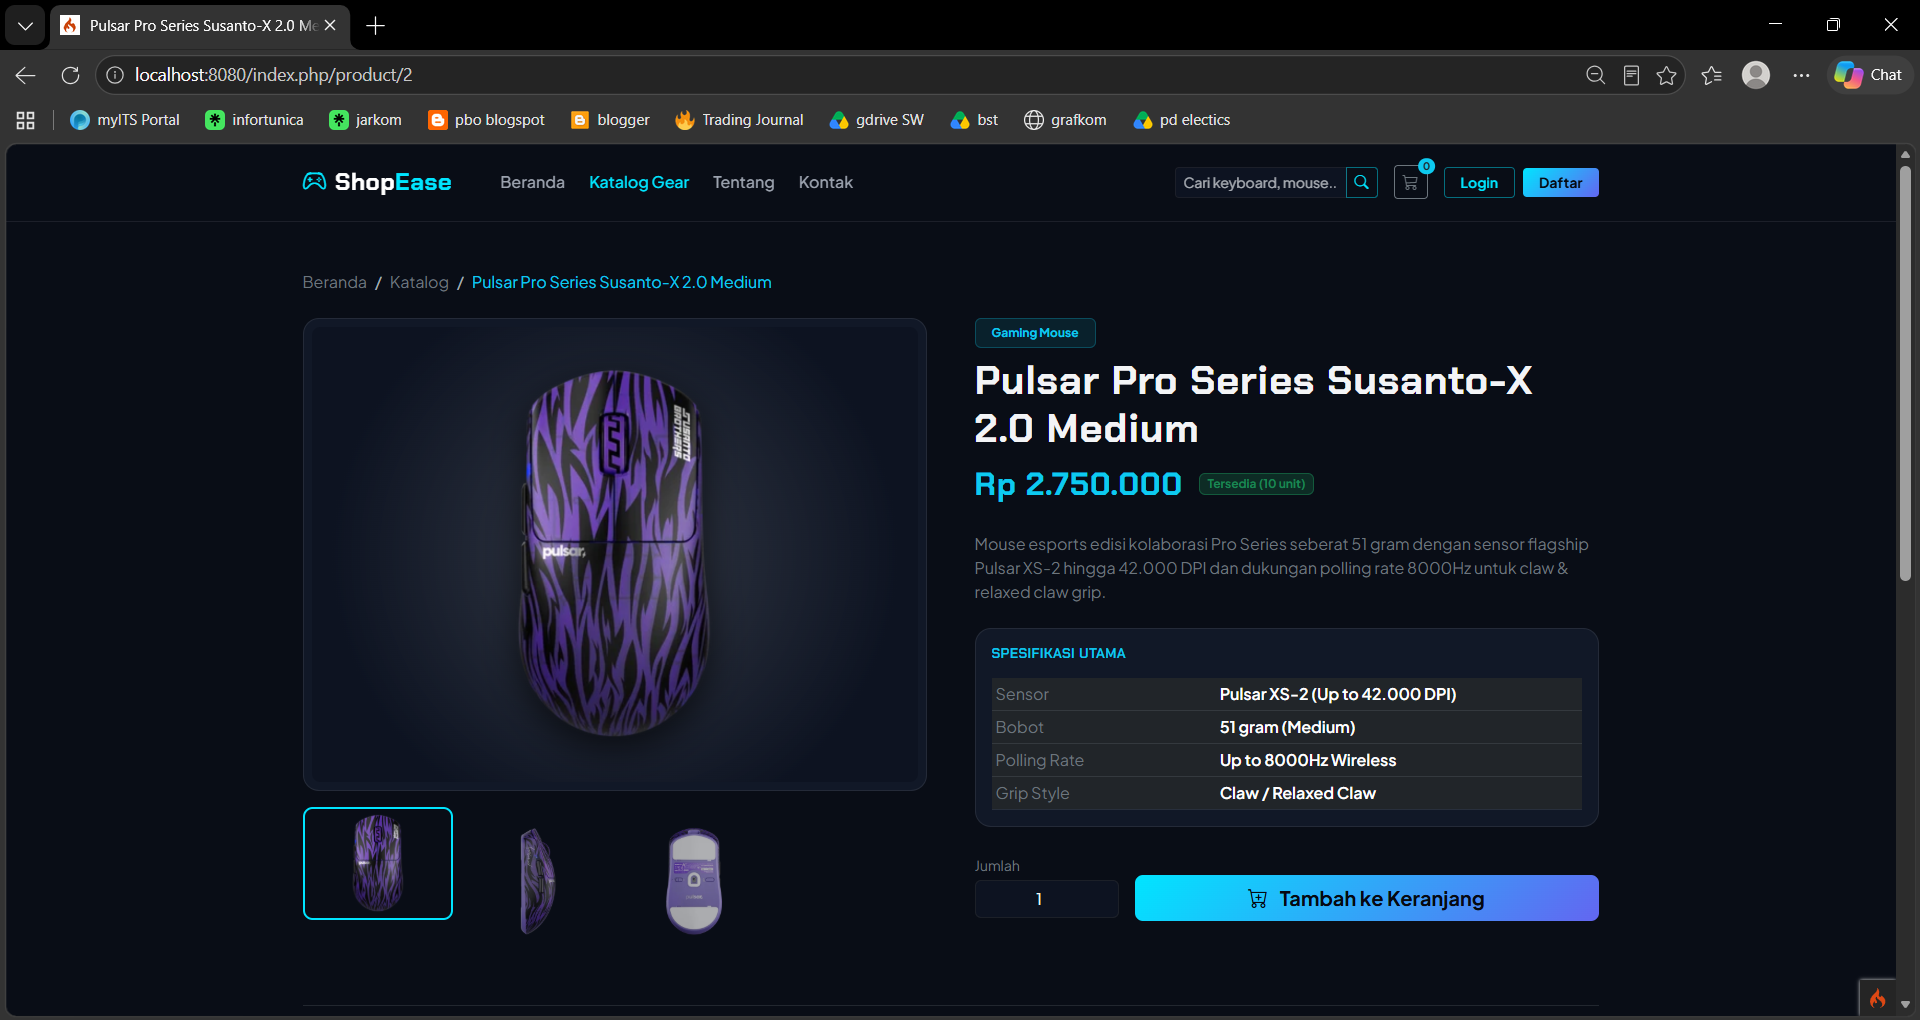 Pulsar Pro Series Susanto-X 2.0 Me
localhost:8080/index.php/product/2
Chat
myITS Portal
infortunica
jarkom
pbo blogspot
blogger
Trading Journal
gdrive SW
bst
grafkom
pd electics
ShopEase
Beranda
Katalog Gear
Tentang
Kontak
Cari keyboard, mouse..
0
Login
Daftar
Beranda / Katalog / Pulsar Pro Series Susanto-X 2.0 Medium
SUSANTO
BROTHERS
pulsar.
Gaming Mouse
Pulsar Pro Series Susanto-X
2.0 Medium
Rp 2.750.000
Tersedia (10 unit)
Mouse esports edisi kolaborasi Pro Series seberat 51 gram dengan sensor flagship
Pulsar XS-2 hingga 42.000 DPI dan dukungan polling rate 8000Hz untuk claw &
relaxed claw grip.
SPESIFIKASI UTAMA
Sensor Pulsar XS-2 (Up to 42.000 DPI)
Bobot 51 gram (Medium)
Polling Rate Up to 8000Hz Wireless
Grip Style Claw / Relaxed Claw
Jumlah
1
Tambah ke Keranjang